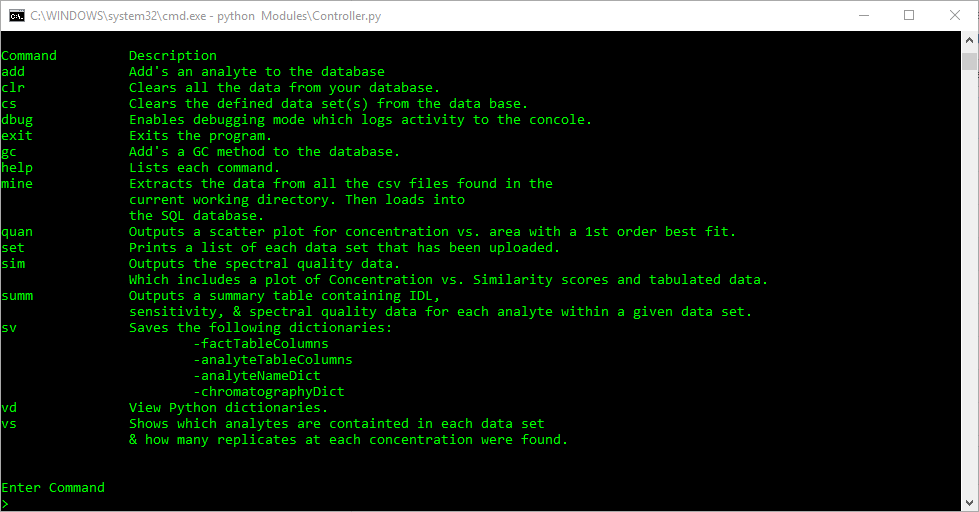 C:\WINDOWS\system32\cmd.exe - python  Modules\Controller.py
Command         Description
add             Add's an analyte to the database
clr             Clears all the data from your database.
cs              Clears the defined data set(s) from the data base.
dbug            Enables debugging mode which logs activity to the concole.
exit            Exits the program.
gc              Add's a GC method to the database.
help            Lists each command.
mine            Extracts the data from all the csv files found in the
                current working directory. Then loads into
                the SQL database.
quan            Outputs a scatter plot for concentration vs. area with a 1st order best fit.
set             Prints a list of each data set that has been uploaded.
sim             Outputs the spectral quality data.
                Which includes a plot of Concentration vs. Similarity scores and tabulated data.
summ            Outputs a summary table containing IDL,
                sensitivity, & spectral quality data for each analyte within a given data set.
sv              Saves the following dictionaries:
                        -factTableColumns
                        -analyteTableColumns
                        -analyteNameDict
                        -chromatographyDict
vd              View Python dictionaries.
vs              Shows which analytes are containted in each data set
                & how many replicates at each concentration were found.
Enter Command
>